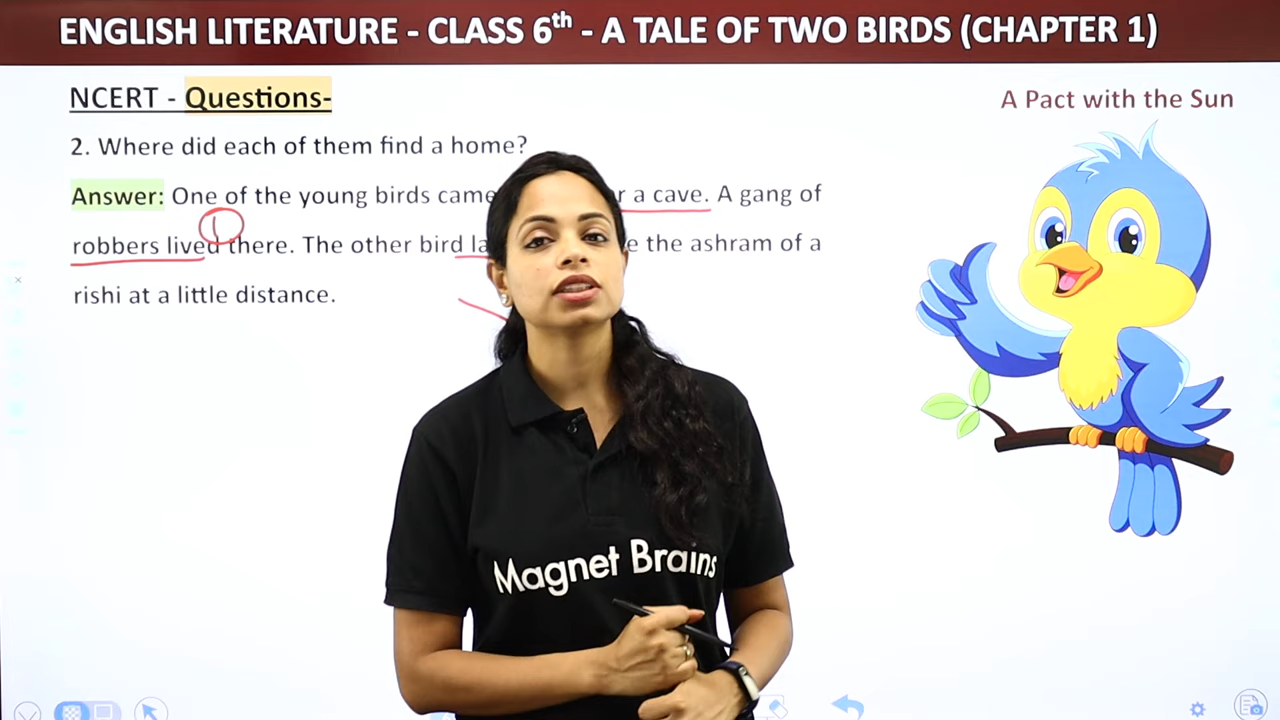 ENGLISH LITERATURE - CLASS 6th - A TALE OF TWO BIRDS (CHAPTER 1)
NCERT - Questions-
A Pact with the Sun
2. Where did each of them find a home?
Answer: One of the young birds came r a cave. A gang of
1
robbers lived there. The other bird la e the ashram of a
rishi at a little distance.
Magnet Brains